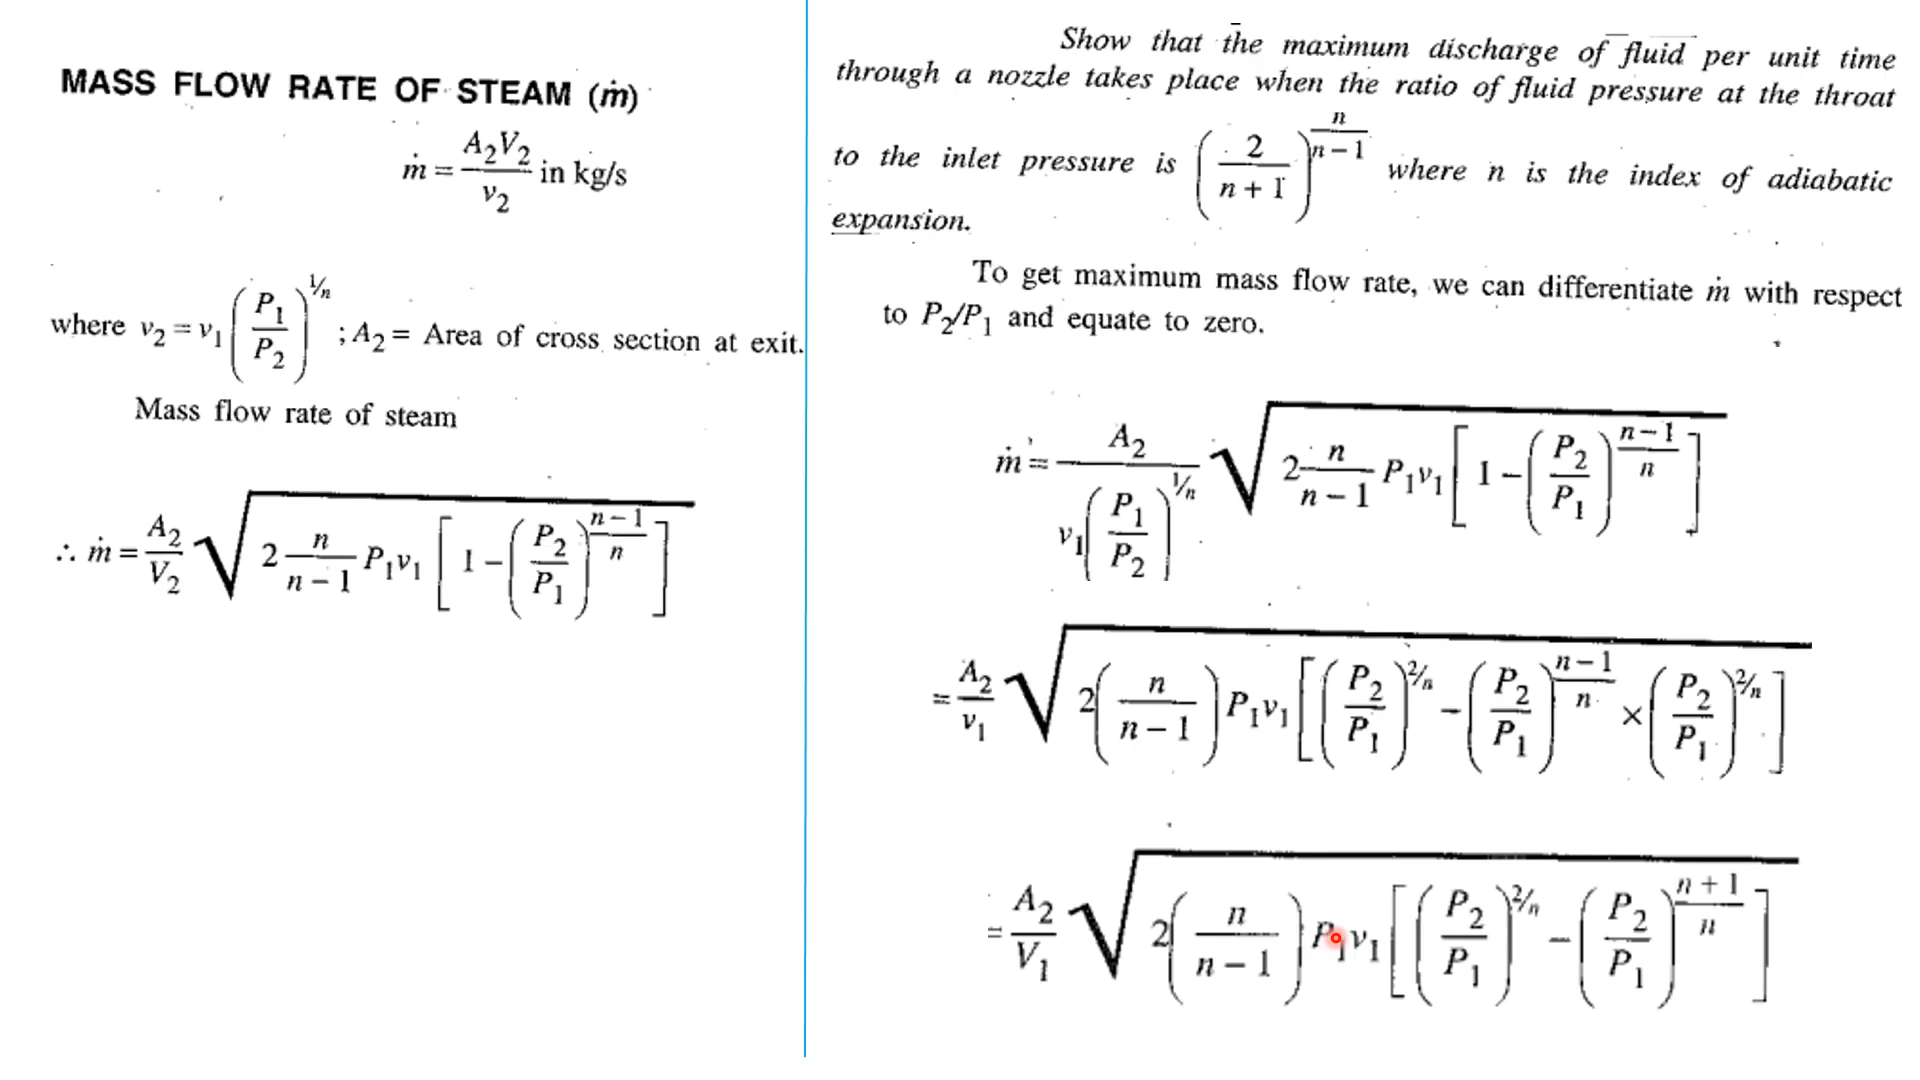 MASS FLOW RATE OF STEAM (ṁ)
ṁ = A₂V₂/v₂ in kg/s
where v₂ = v₁ (P₁/P₂)^(1/n) ; A₂ = Area of cross section at exit.
Mass flow rate of steam
∴ ṁ = A₂/V₂ √(2 n/(n − 1) P₁v₁ [1 − (P₂/P₁)^((n−1)/n)])
Show that the maximum discharge of fluid per unit time
through a nozzle takes place when the ratio of fluid pressure at the throat
to the inlet pressure is (2/(n + 1))^(n/(n−1)) where n is the index of adiabatic
expansion.
To get maximum mass flow rate, we can differentiate ṁ with respect
to P₂/P₁ and equate to zero.
ṁ = A₂/(v₁(P₁/P₂)^(1/n)) √(2 n/(n − 1) P₁v₁ [1 − (P₂/P₁)^((n−1)/n)])
= A₂/v₁ √(2(n/(n − 1)) P₁v₁ [(P₂/P₁)^(2/n) − (P₂/P₁)^((n−1)/n) × (P₂/P₁)^(2/n)])
= A₂/V₁ √(2(n/(n − 1)) P₁v₁ [(P₂/P₁)^(2/n) − (P₂/P₁)^((n+1)/n)])